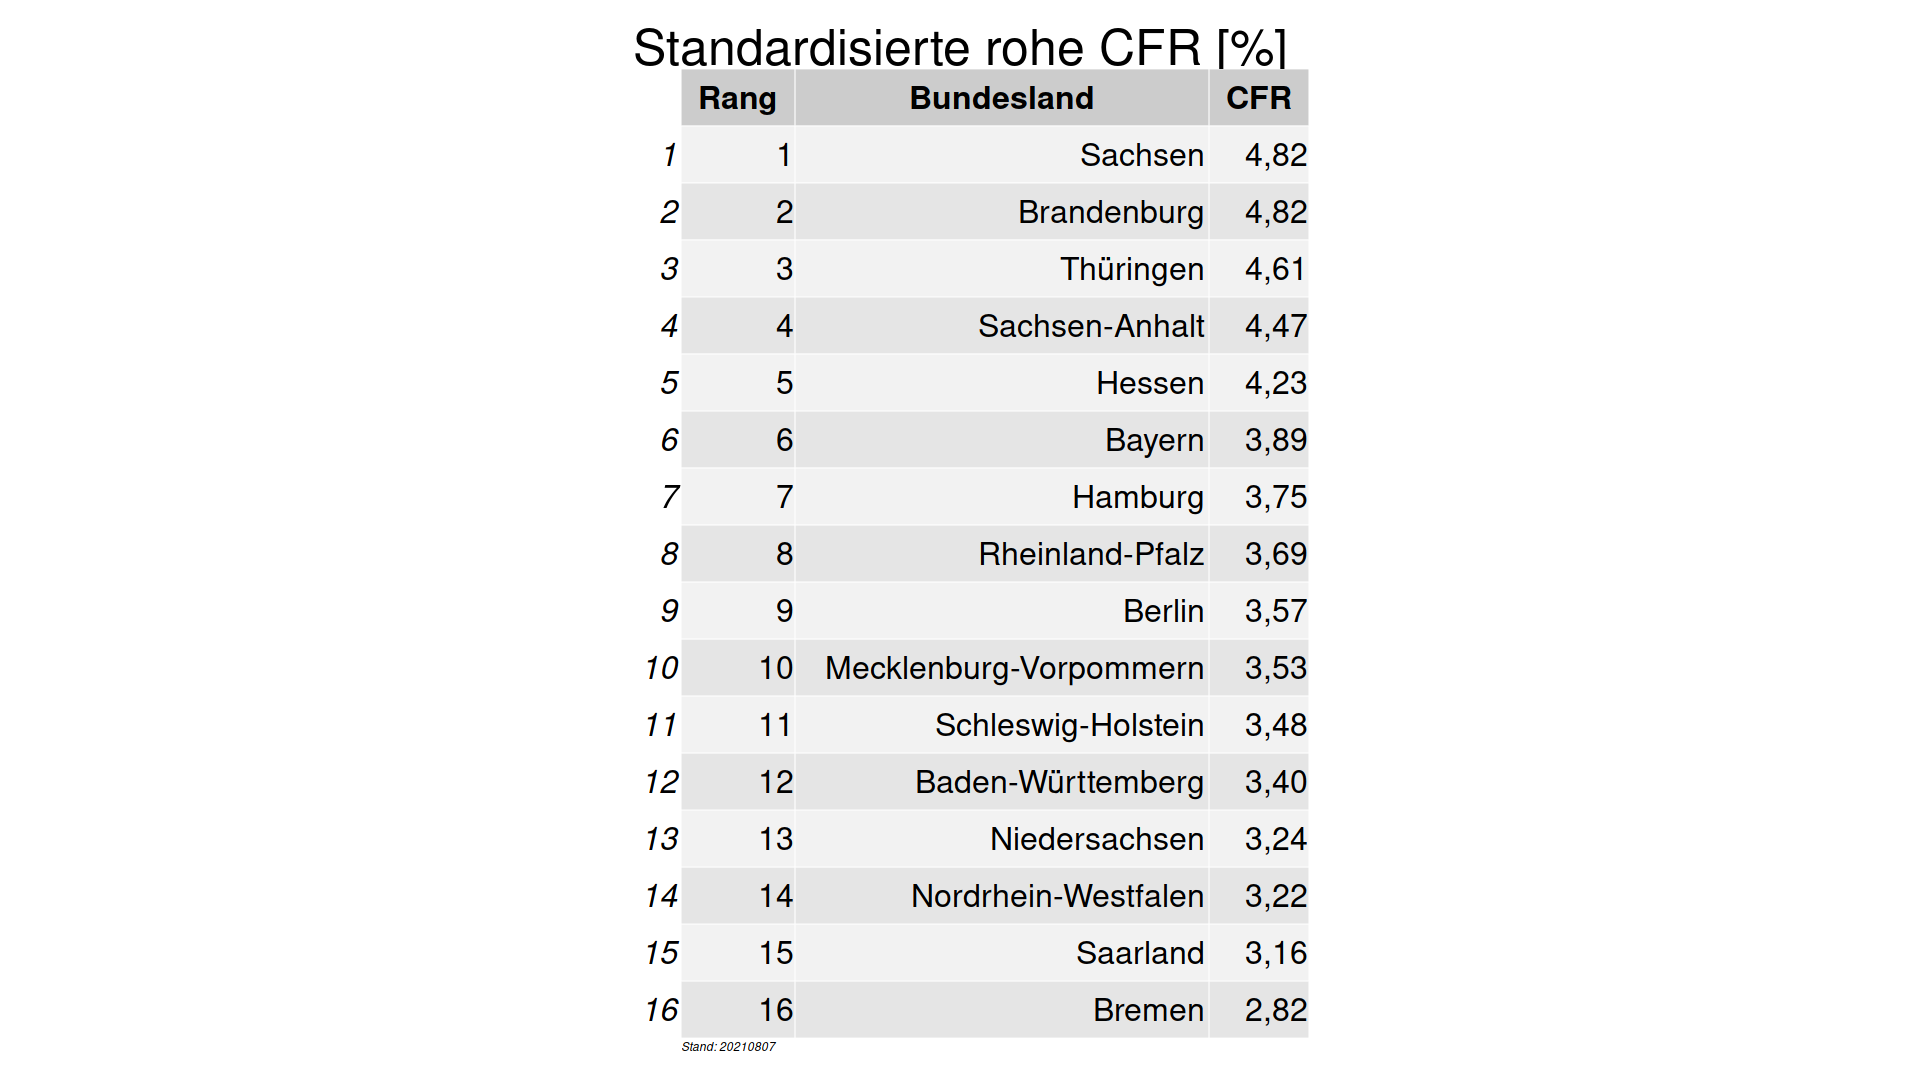 Standardisierte rohe CFR [%]
Rang Bundesland CFR
1 1 Sachsen 4,82
2 2 Brandenburg 4,82
3 3 Thüringen 4,61
4 4 Sachsen-Anhalt 4,47
5 5 Hessen 4,23
6 6 Bayern 3,89
7 7 Hamburg 3,75
8 8 Rheinland-Pfalz 3,69
9 9 Berlin 3,57
10 10 Mecklenburg-Vorpommern 3,53
11 11 Schleswig-Holstein 3,48
12 12 Baden-Württemberg 3,40
13 13 Niedersachsen 3,24
14 14 Nordrhein-Westfalen 3,22
15 15 Saarland 3,16
16 16 Bremen 2,82
Stand: 20210807